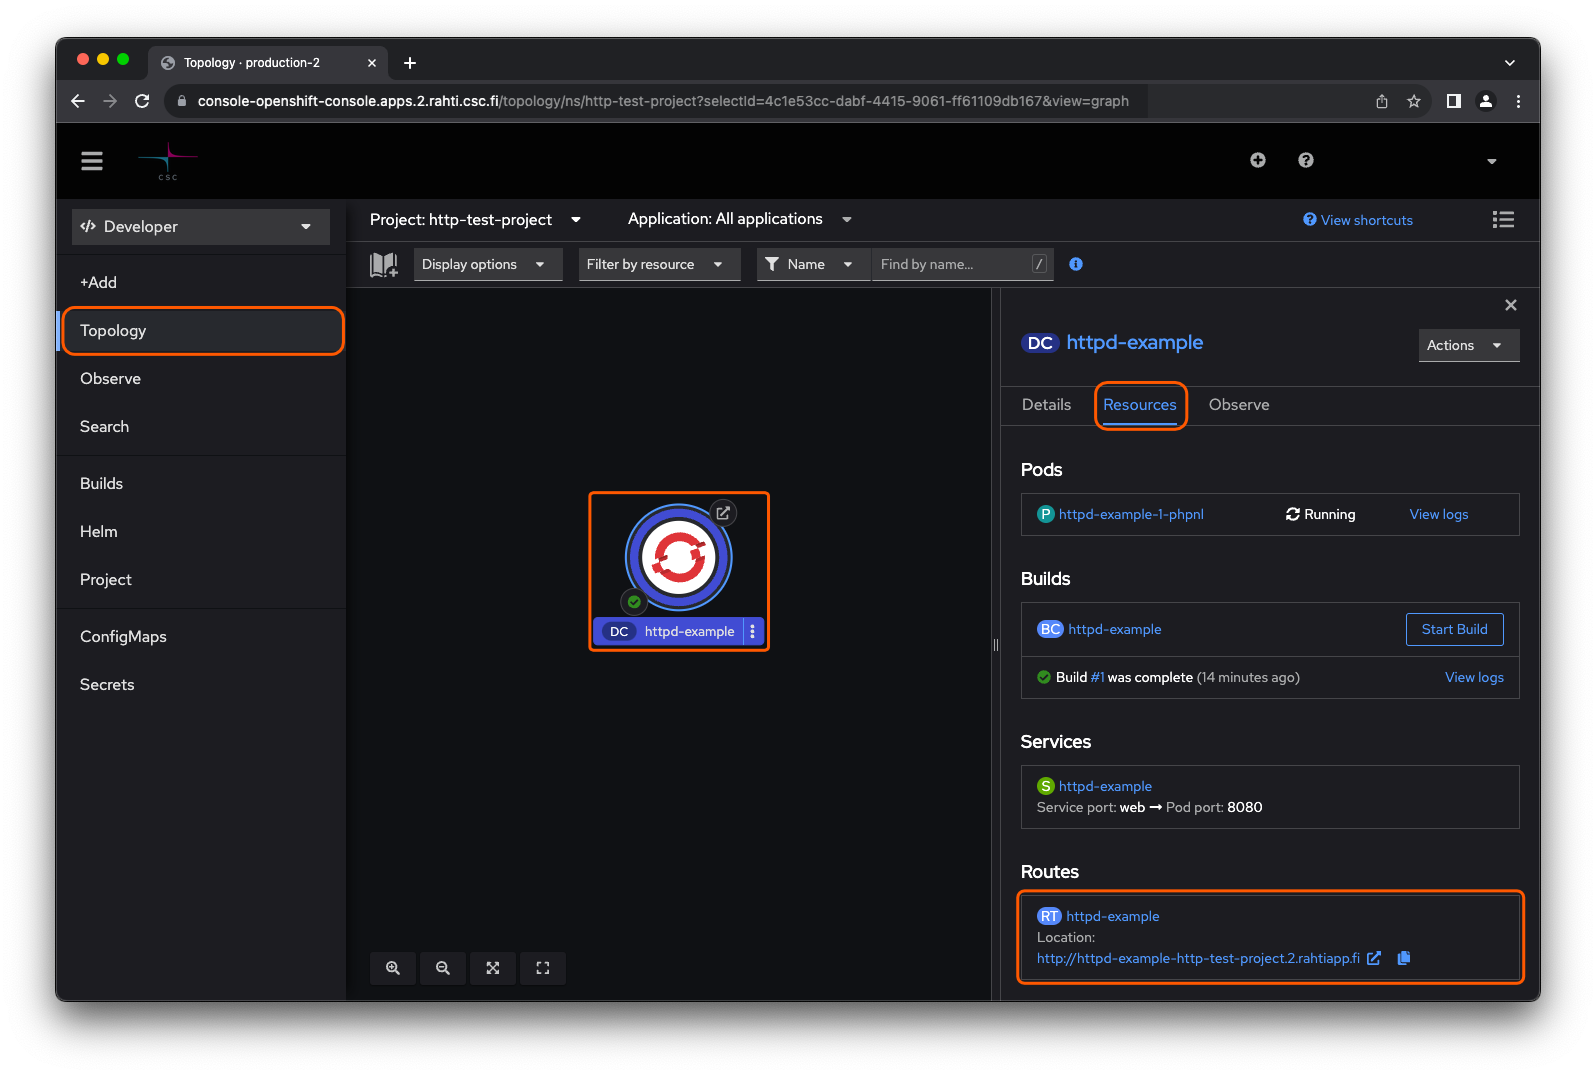 Topology · production-2
console-openshift-console.apps.2.rahti.csc.fi/topology/ns/http-test-project?selectId=4c1e53cc-dabf-4415-9061-ff61109db167&view=graph
CSC
Developer
Project: http-test-project
Application: All applications
View shortcuts
Display options
Filter by resource
Name
Find by name...
/
+Add
Topology
Observe
Search
Builds
Helm
Project
ConfigMaps
Secrets
DC httpd-example
DC httpd-example
Actions
Details Resources Observe
Pods
P httpd-example-1-phpnl Running View logs
Builds
BC httpd-example Start Build
Build #1 was complete (14 minutes ago) View logs
Services
S httpd-example
Service port: web → Pod port: 8080
Routes
RT httpd-example
Location:
http://httpd-example-http-test-project.2.rahtiapp.fi